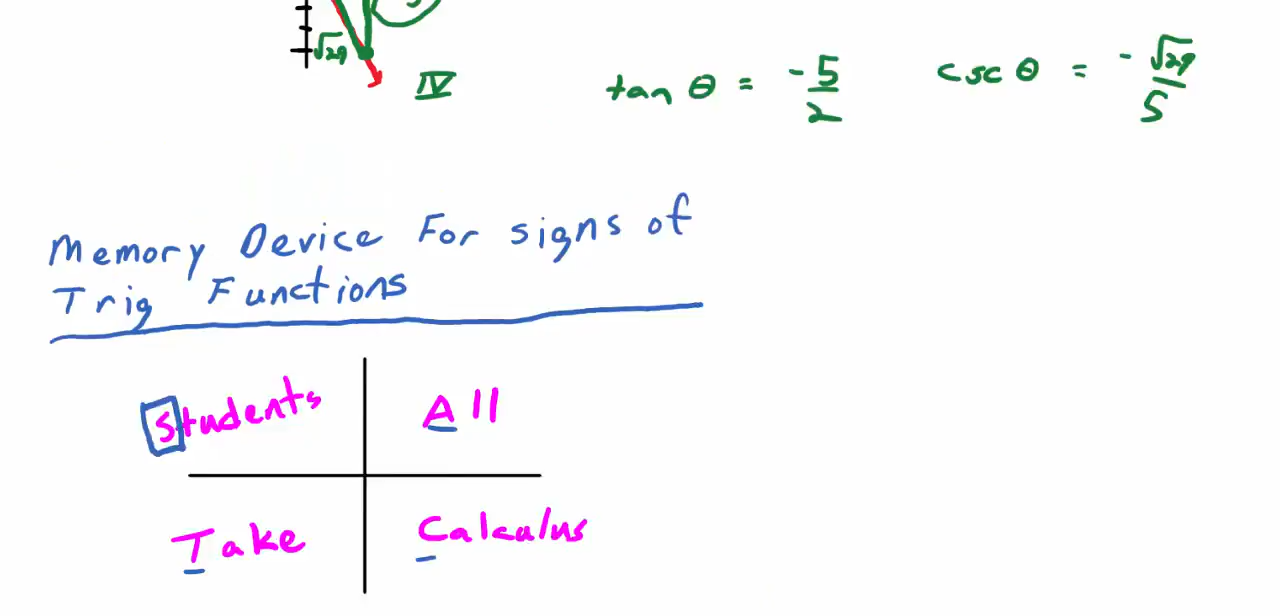 √29
IV
tan θ = -5/2
csc θ = -√29/5
Memory Device For signs of
Trig Functions
Students
All
Take
Calculus